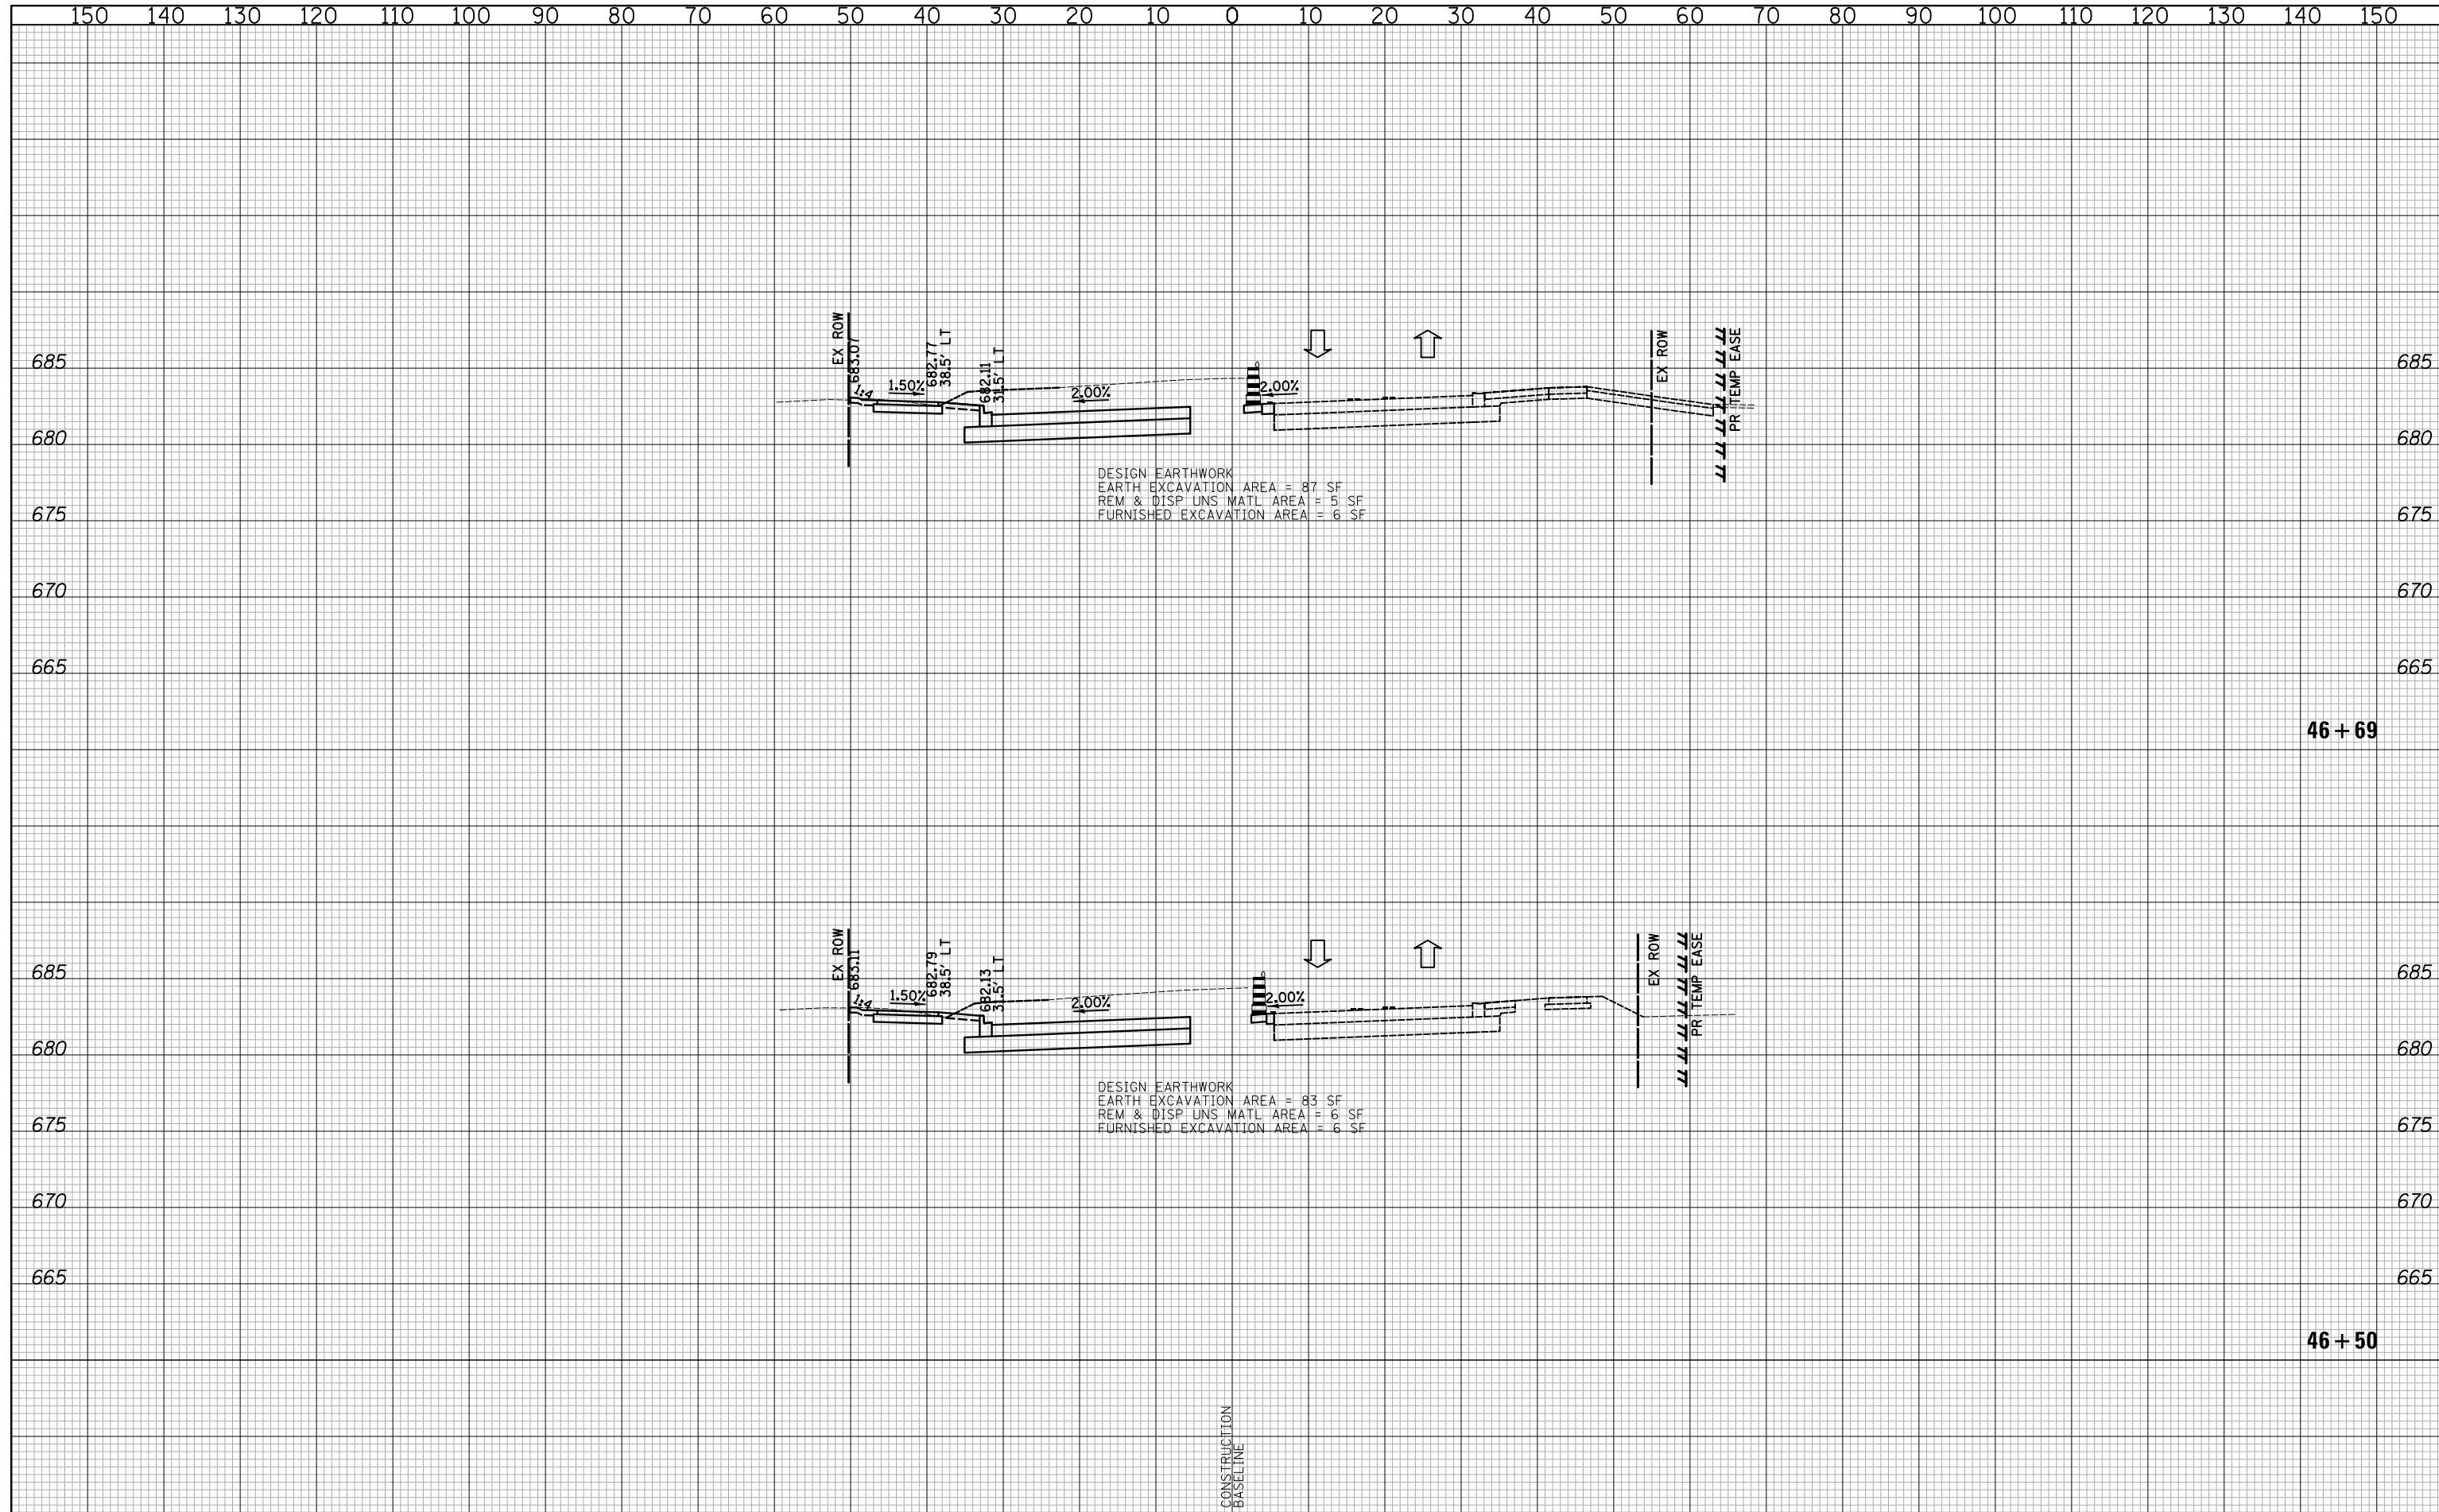 150 140 130 120 110 100 90 80 70 60 50 40 30 20 10 0 10 20 30 40 50 60 70 80 90 100 110 120 130 140 150
EX ROW
683.07
1:4
1.50%
682.77
38.5' LT
682.11
31.5' LT
2.00%
2.00%
EX ROW
PR TEMP EASE
685 685
680 680
DESIGN EARTHWORK
EARTH EXCAVATION AREA = 87 SF
REM & DISP UNS MATL AREA = 5 SF
FURNISHED EXCAVATION AREA = 6 SF
675 675
670 670
665 665
46+69
EX ROW
683.11
1:4
1.50%
682.79
38.5' LT
682.13
31.5' LT
2.00%
2.00%
EX ROW
PR TEMP EASE
685 685
680 680
DESIGN EARTHWORK
EARTH EXCAVATION AREA = 83 SF
REM & DISP UNS MATL AREA = 6 SF
FURNISHED EXCAVATION AREA = 6 SF
675 675
670 670
665 665
46+50
CONSTRUCTION
BASELINE